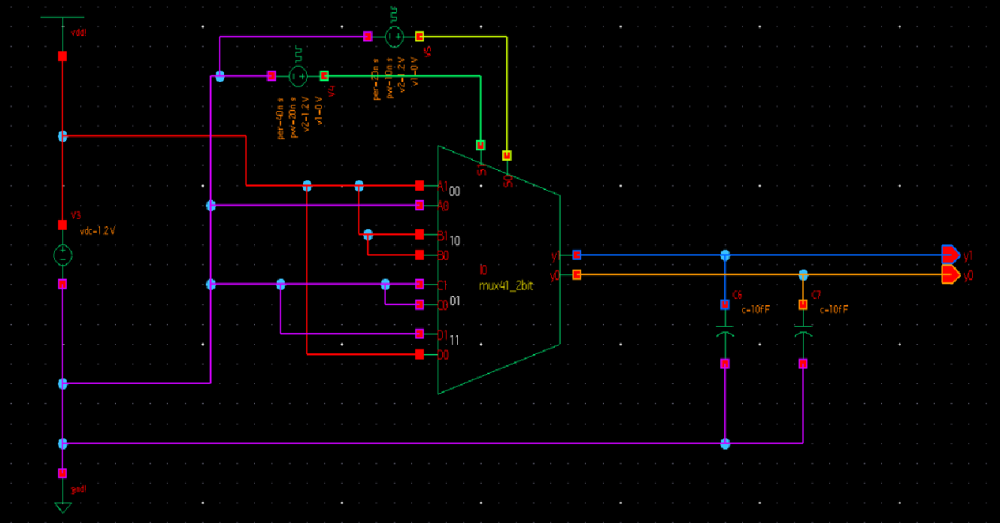 vdd!
V5
per=20n s
pw=10n s
v2=1.2 V
v1=0 V
V4
per=40n s
pw=20n s
v2=1.2 V
v1=0 V
S1
S0
A1
00
A0
V3
vdc=1.2 V
B1
10
B0
y1
y1
I0
y0
y0
mux41_2bit
C1
C0
01
C6
c=10fF
C7
c=10fF
D1
11
D0
gnd!